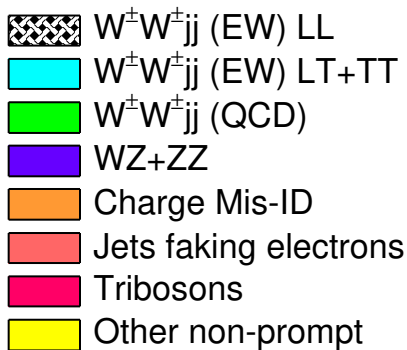 W±W±jj (EW) LL
W±W±jj (EW) LT+TT
W±W±jj (QCD)
WZ+ZZ
Charge Mis-ID
Jets faking electrons
Tribosons
Other non-prompt